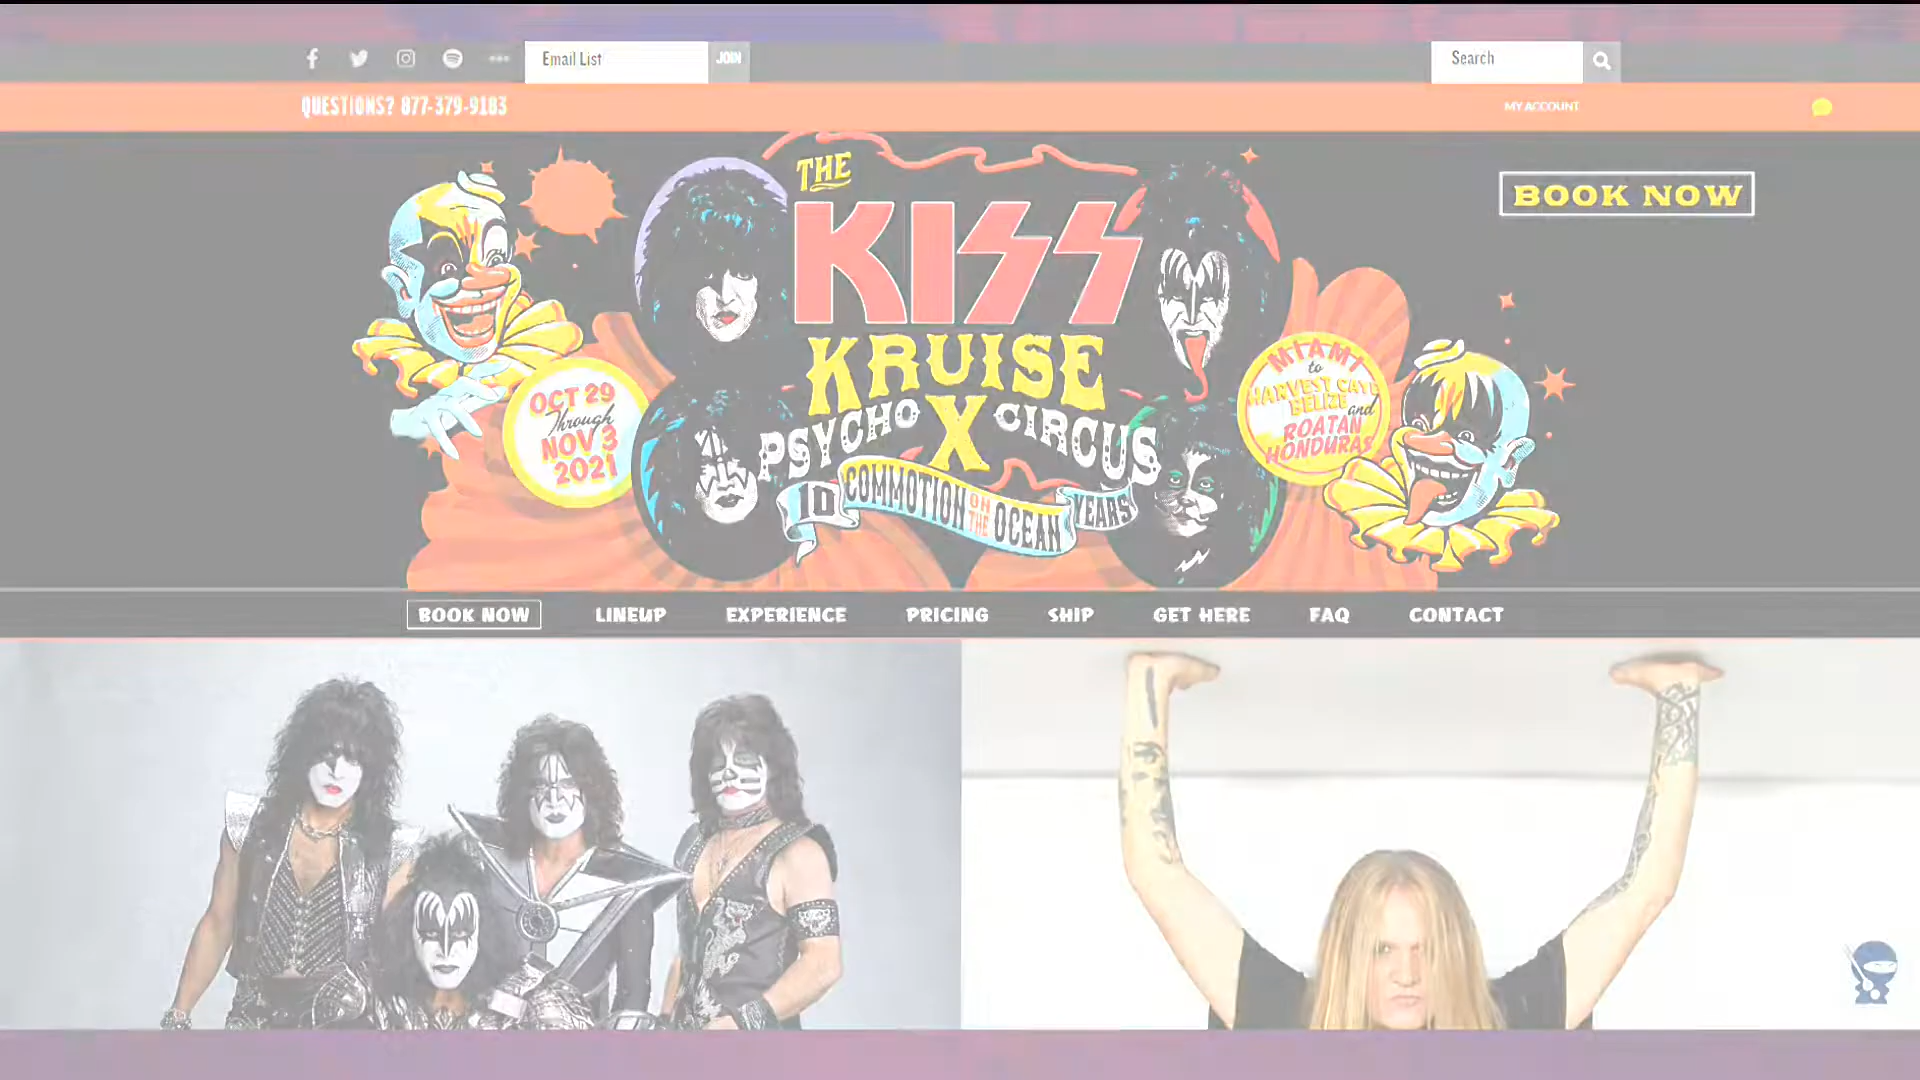 Email List
JOIN
Search
QUESTIONS? 877-379-9183
MY ACCOUNT
BOOK NOW
THE
KISS
KRUISE
X
PSYCHO CIRCUS
10 COMMOTION ON THE OCEAN YEARS
OCT 29
Through
NOV 3
2021
MIAMI
to
HARVEST CAYE
BELIZE and
ROATAN
HONDURAS
BOOK NOW
LINEUP
EXPERIENCE
PRICING
SHIP
GET HERE
FAQ
CONTACT